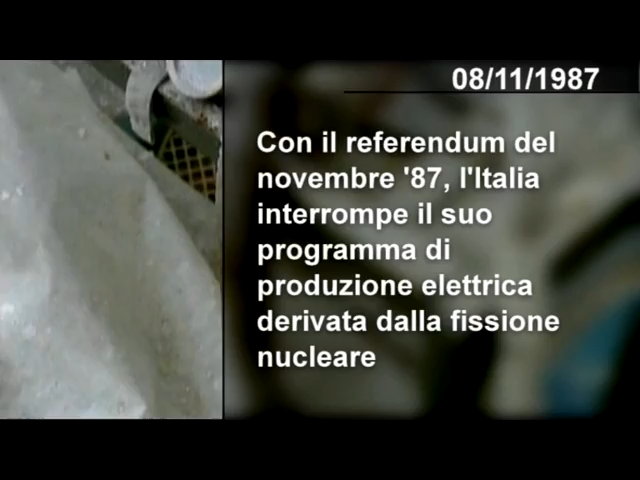 08/11/1987
Con il referendum del
novembre '87, l'Italia
interrompe il suo
programma di
produzione elettrica
derivata dalla fissione
nucleare